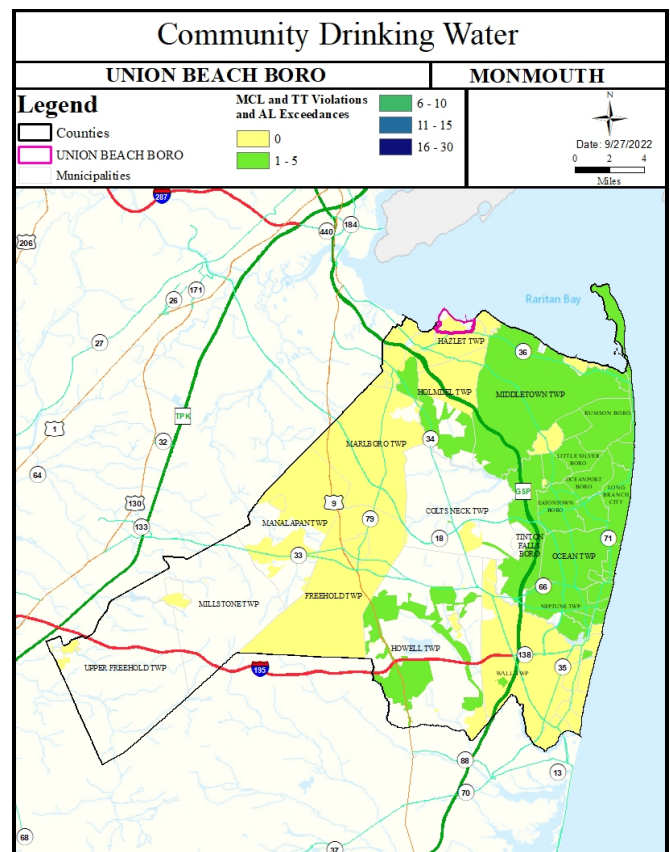 Community Drinking Water
UNION BEACH BORO
MONMOUTH
Legend
Counties
UNION BEACH BORO
Municipalities
MCL and TT Violations
and AL Exceedances
0
1 - 5
6 - 10
11 - 15
16 - 30
N
Date: 9/27/2022
0 2 4
Miles
287
206
440
184
171
26
27
Raritan Bay
HAZLET TWP
36
HOLMDEL TWP
MIDDLETOWN TWP
RUMSON BORO
TPK
1
32
34
MARLBORO TWP
LITTLE SILVER
BORO
OCEANPORT
BORO
64
130
9
GSP
EATONTOWN
BORO
LONG
BRANCH
CITY
133
79
COLTS NECK TWP
MANALAPAN TWP
18
TINTON
FALLS
BORO
71
33
OCEAN TWP
66
MILLSTONE TWP
FREEHOLD TWP
NEPTUNE TWP
HOWELL TWP
138
UPPER FREEHOLD TWP
195
35
WALL TWP
88
13
70
68
37